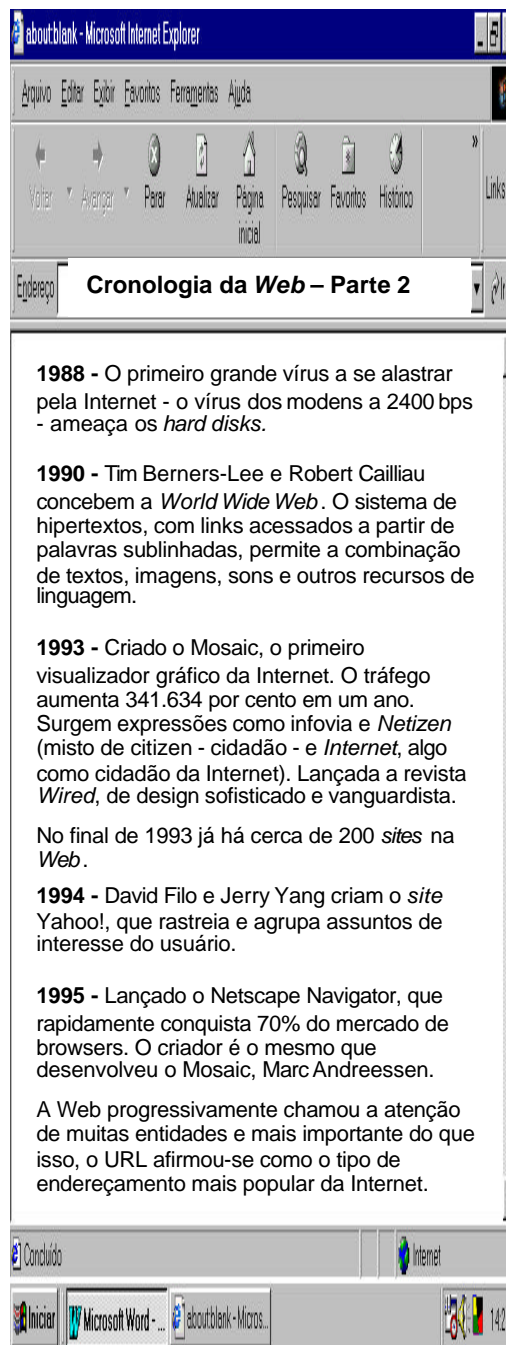 about:blank - Microsoft Internet Explorer
Arquivo Editar Exibir Favoritos Ferramentas Ajuda
Voltar Avançar Parar Atualizar Página inicial Pesquisar Favoritos Histórico » Links
Endereço Cronologia da Web – Parte 2 Ir
1988 - O primeiro grande vírus a se alastrar
pela Internet - o vírus dos modens a 2400 bps
- ameaça os hard disks.
1990 - Tim Berners-Lee e Robert Cailliau
concebem a World Wide Web. O sistema de
hipertextos, com links acessados a partir de
palavras sublinhadas, permite a combinação
de textos, imagens, sons e outros recursos de
linguagem.
1993 - Criado o Mosaic, o primeiro
visualizador gráfico da Internet. O tráfego
aumenta 341.634 por cento em um ano.
Surgem expressões como infovia e Netizen
(misto de citizen - cidadão - e Internet, algo
como cidadão da Internet). Lançada a revista
Wired, de design sofisticado e vanguardista.
No final de 1993 já há cerca de 200 sites na
Web.
1994 - David Filo e Jerry Yang criam o site
Yahoo!, que rastreia e agrupa assuntos de
interesse do usuário.
1995 - Lançado o Netscape Navigator, que
rapidamente conquista 70% do mercado de
browsers. O criador é o mesmo que
desenvolveu o Mosaic, Marc Andreessen.
A Web progressivamente chamou a atenção
de muitas entidades e mais importante do que
isso, o URL afirmou-se como o tipo de
endereçamento mais popular da Internet.
Concluído Internet
Iniciar Microsoft Word - ... about:blank - Micros...